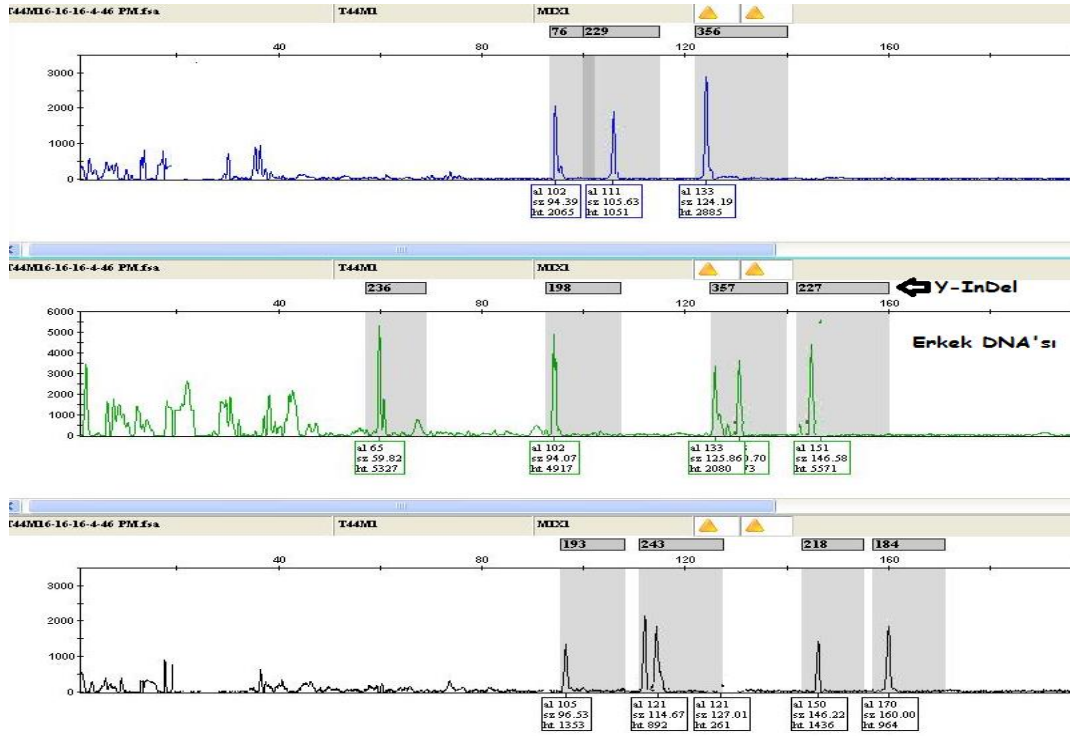 T44M16-16-16-4-46 PM.fsa T44M1 MIX1
76 229 356
40 80 120 160
3000
2000
1000
0
al 102 al 111 al 133
sz 94.39 sz 105.63 sz 124.19
ht 2065 ht 1051 ht 2885
T44M16-16-16-4-46 PM.fsa T44M1 MIX1
236 198 357 227 Y-InDel
40 80 120 160
6000
Erkek DNA'sı
5000
4000
3000
2000
1000
0
al 65 al 102 al 133 al 151
sz 59.82 sz 94.07 sz 125.86 .70 sz 146.58
ht 5327 ht 4917 ht 2080 73 ht 5571
T44M16-16-16-4-46 PM.fsa T44M1 MIX1
193 243 218 184
40 80 120 160
3000
2000
1000
0
al 105 al 121 al 121 al 150 al 170
sz 96.53 sz 114.67 sz 127.01 sz 146.22 sz 160.00
ht 1353 ht 892 ht 261 ht 1436 ht 964